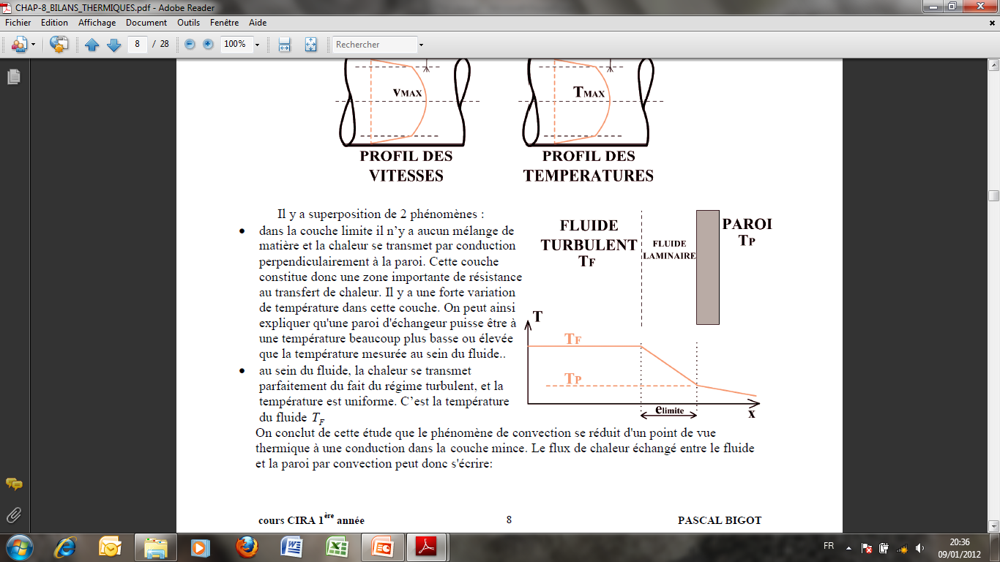 CHAP-8_BILANS_THERMIQUES.pdf - Adobe Reader
Fichier Edition Affichage Document Outils Fenêtre Aide
8 / 28 100% Rechercher
vMAX
TMAX
PROFIL DES
VITESSES
PROFIL DES
TEMPERATURES
Il y a superposition de 2 phénomènes :
• dans la couche limite il n'y a aucun mélange de
matière et la chaleur se transmet par conduction
perpendiculairement à la paroi. Cette couche
constitue donc une zone importante de résistance
au transfert de chaleur. Il y a une forte variation
de température dans cette couche. On peut ainsi
expliquer qu'une paroi d'échangeur puisse être à
une température beaucoup plus basse ou élevée
que la température mesurée au sein du fluide..
• au sein du fluide, la chaleur se transmet
parfaitement du fait du régime turbulent, et la
température est uniforme. C'est la température
du fluide TF
FLUIDE
TURBULENT
TF
FLUIDE
LAMINAIRE
PAROI
TP
T
TF
TP
elimite
x
On conclut de cette étude que le phénomène de convection se réduit d'un point de vue
thermique à une conduction dans la couche mince. Le flux de chaleur échangé entre le fluide
et la paroi par convection peut donc s'écrire:
cours CIRA 1ère année 8 PASCAL BIGOT
FR
20:36
09/01/2012